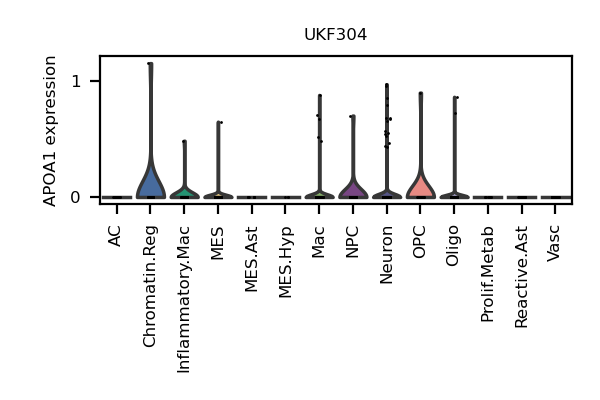 UKF304
APOA1 expression
1
0
AC
Chromatin.Reg
Inflammatory.Mac
MES
MES.Ast
MES.Hyp
Mac
NPC
Neuron
OPC
Oligo
Prolif.Metab
Reactive.Ast
Vasc